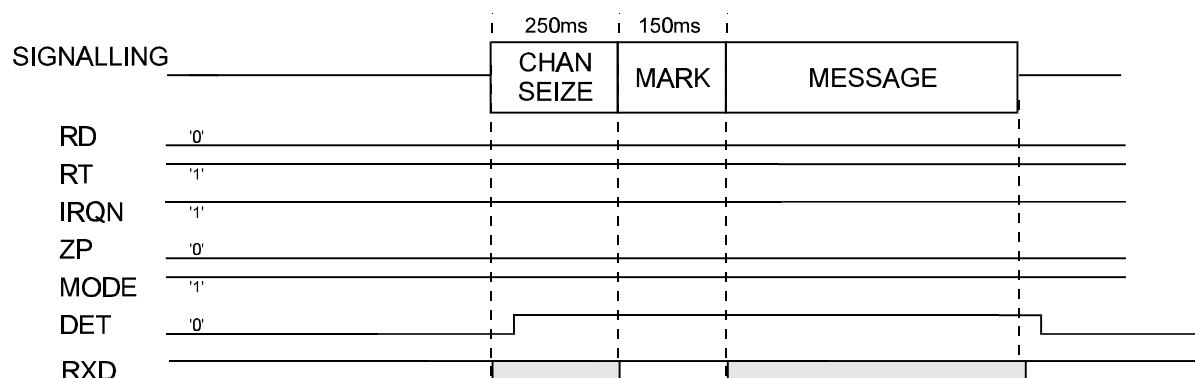 250ms 150ms
SIGNALLING CHAN SEIZE MARK MESSAGE
RD '0'
RT '1'
IRQN '1'
ZP '0'
MODE '1'
DET '0'
RXD